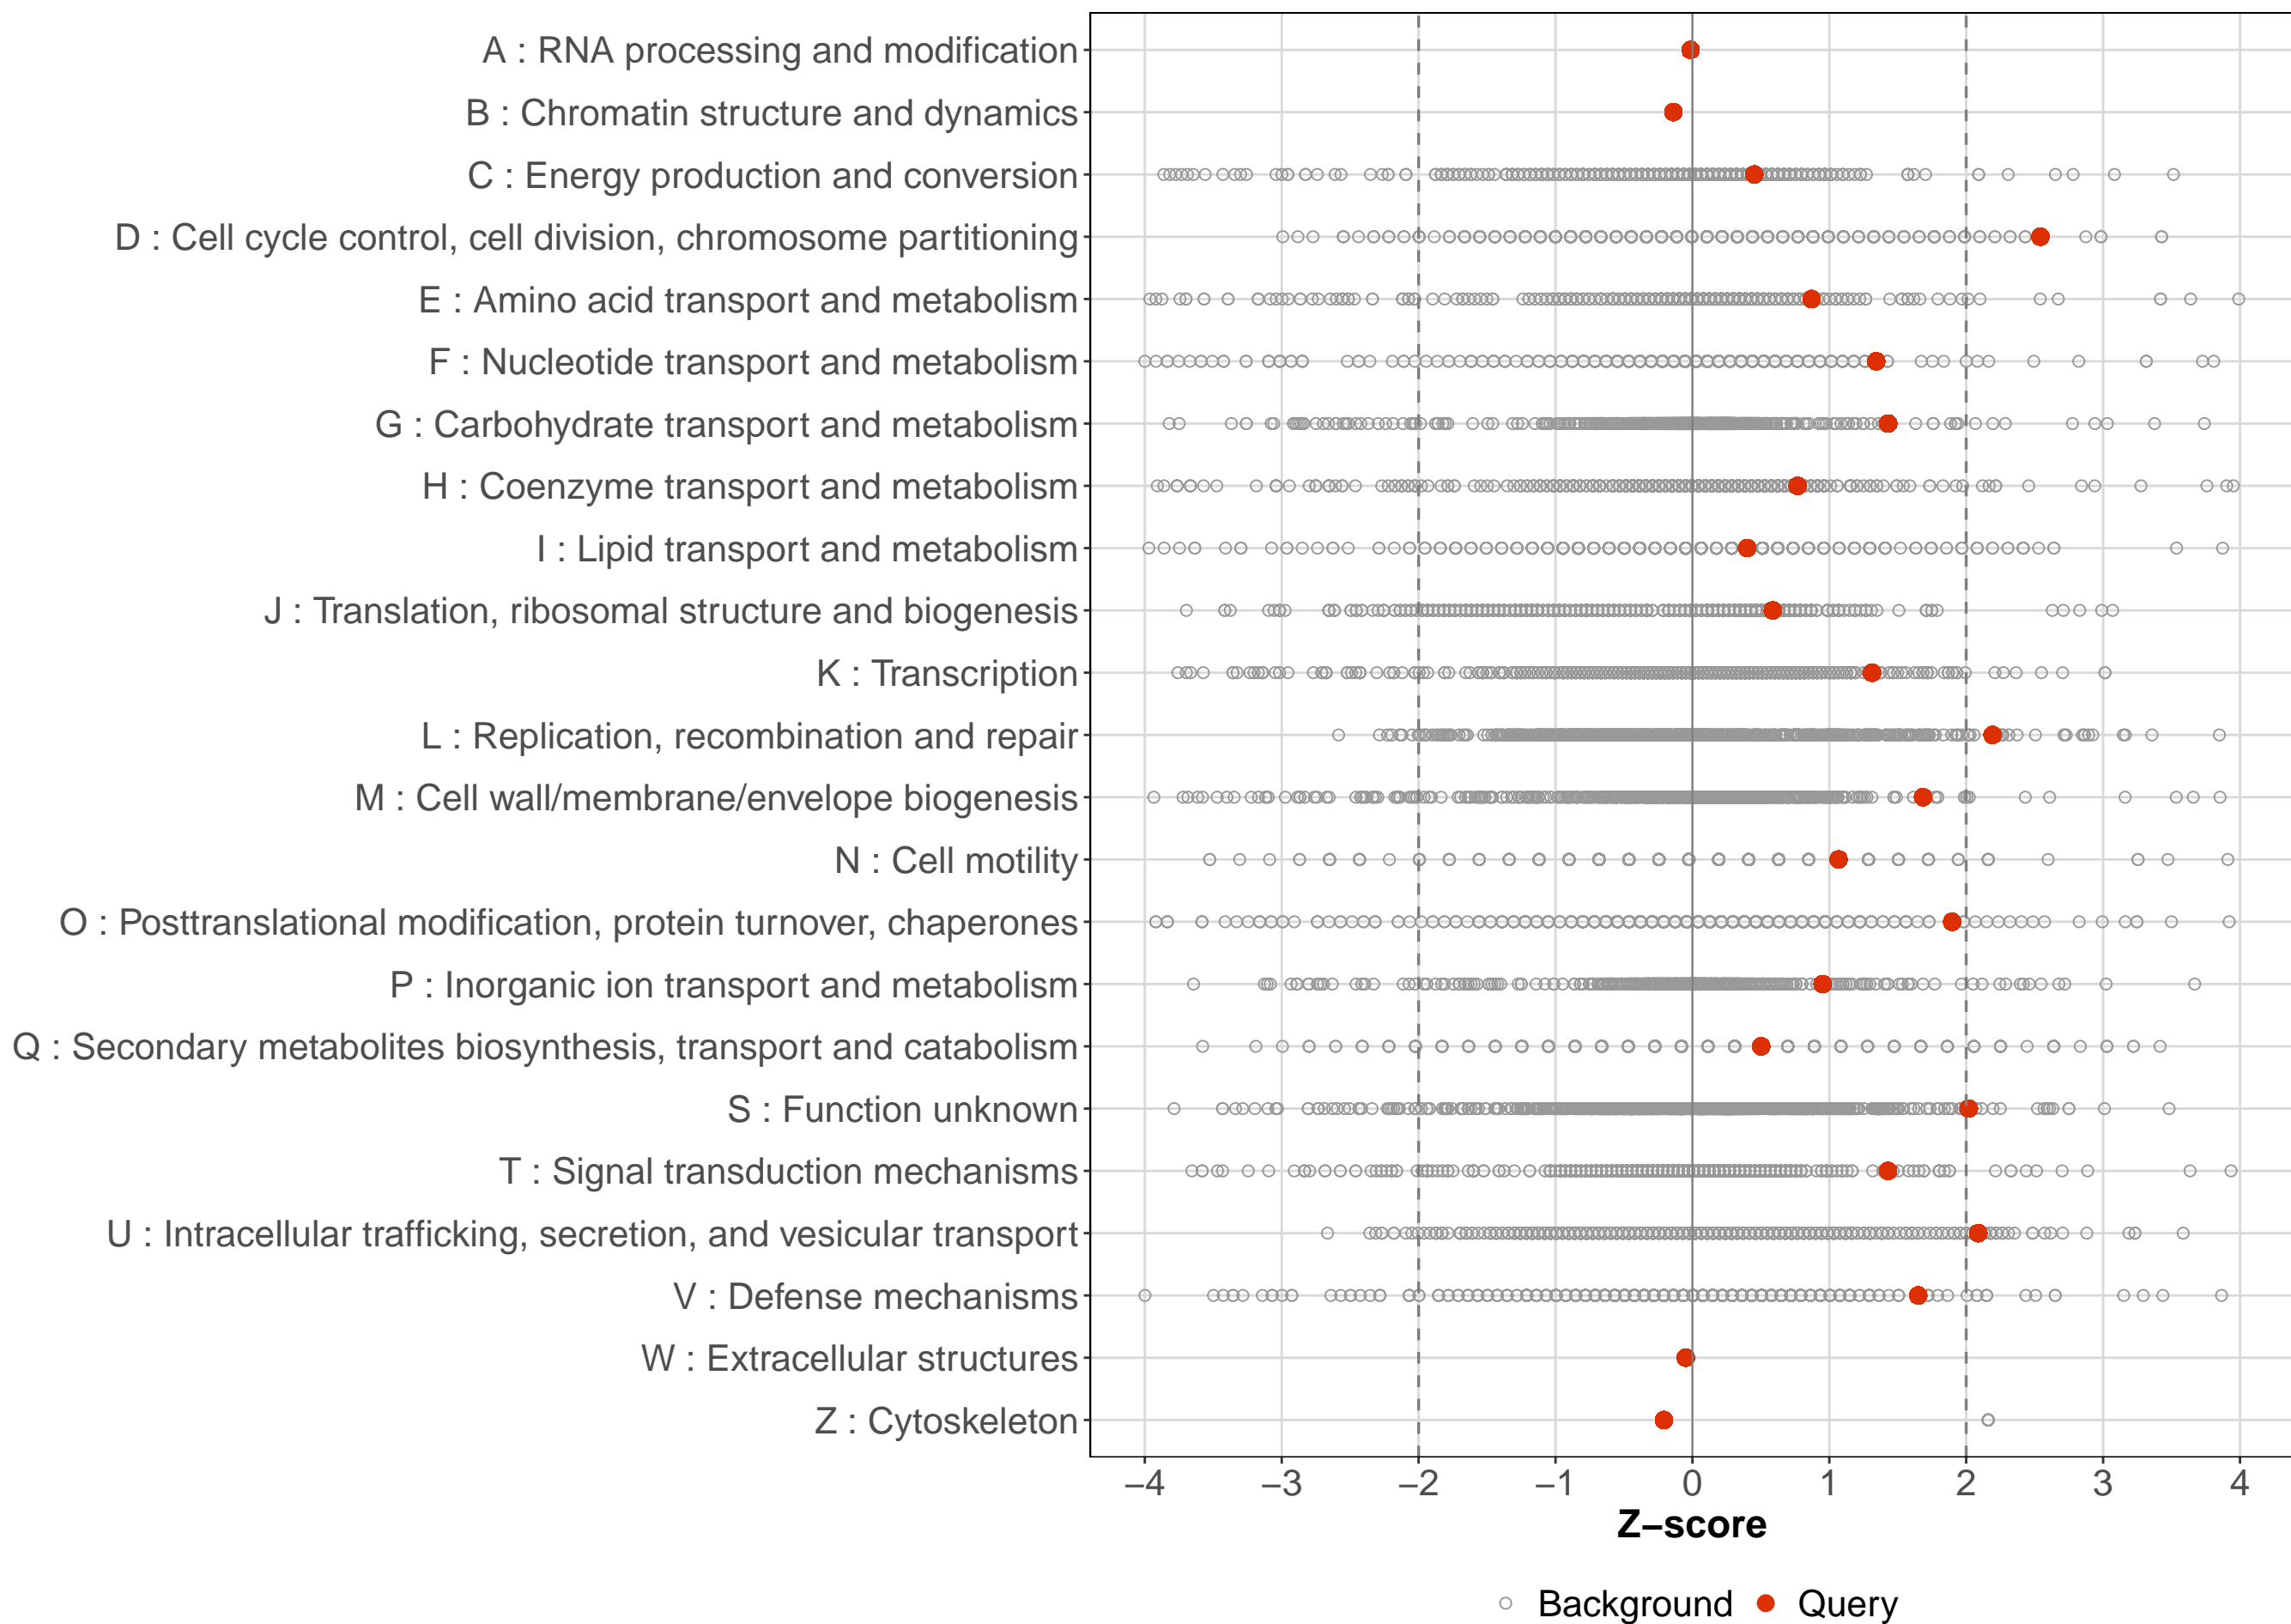 A : RNA processing and modification
B : Chromatin structure and dynamics
C : Energy production and conversion
D : Cell cycle control, cell division, chromosome partitioning
E : Amino acid transport and metabolism
F : Nucleotide transport and metabolism
G : Carbohydrate transport and metabolism
H : Coenzyme transport and metabolism
I : Lipid transport and metabolism
J : Translation, ribosomal structure and biogenesis
K : Transcription
L : Replication, recombination and repair
M : Cell wall/membrane/envelope biogenesis
N : Cell motility
O : Posttranslational modification, protein turnover, chaperones
P : Inorganic ion transport and metabolism
Q : Secondary metabolites biosynthesis, transport and catabolism
S : Function unknown
T : Signal transduction mechanisms
U : Intracellular trafficking, secretion, and vesicular transport
V : Defense mechanisms
W : Extracellular structures
Z : Cytoskeleton
−4 −3 −2 −1 0 1 2 3 4
Z−score
Background Query